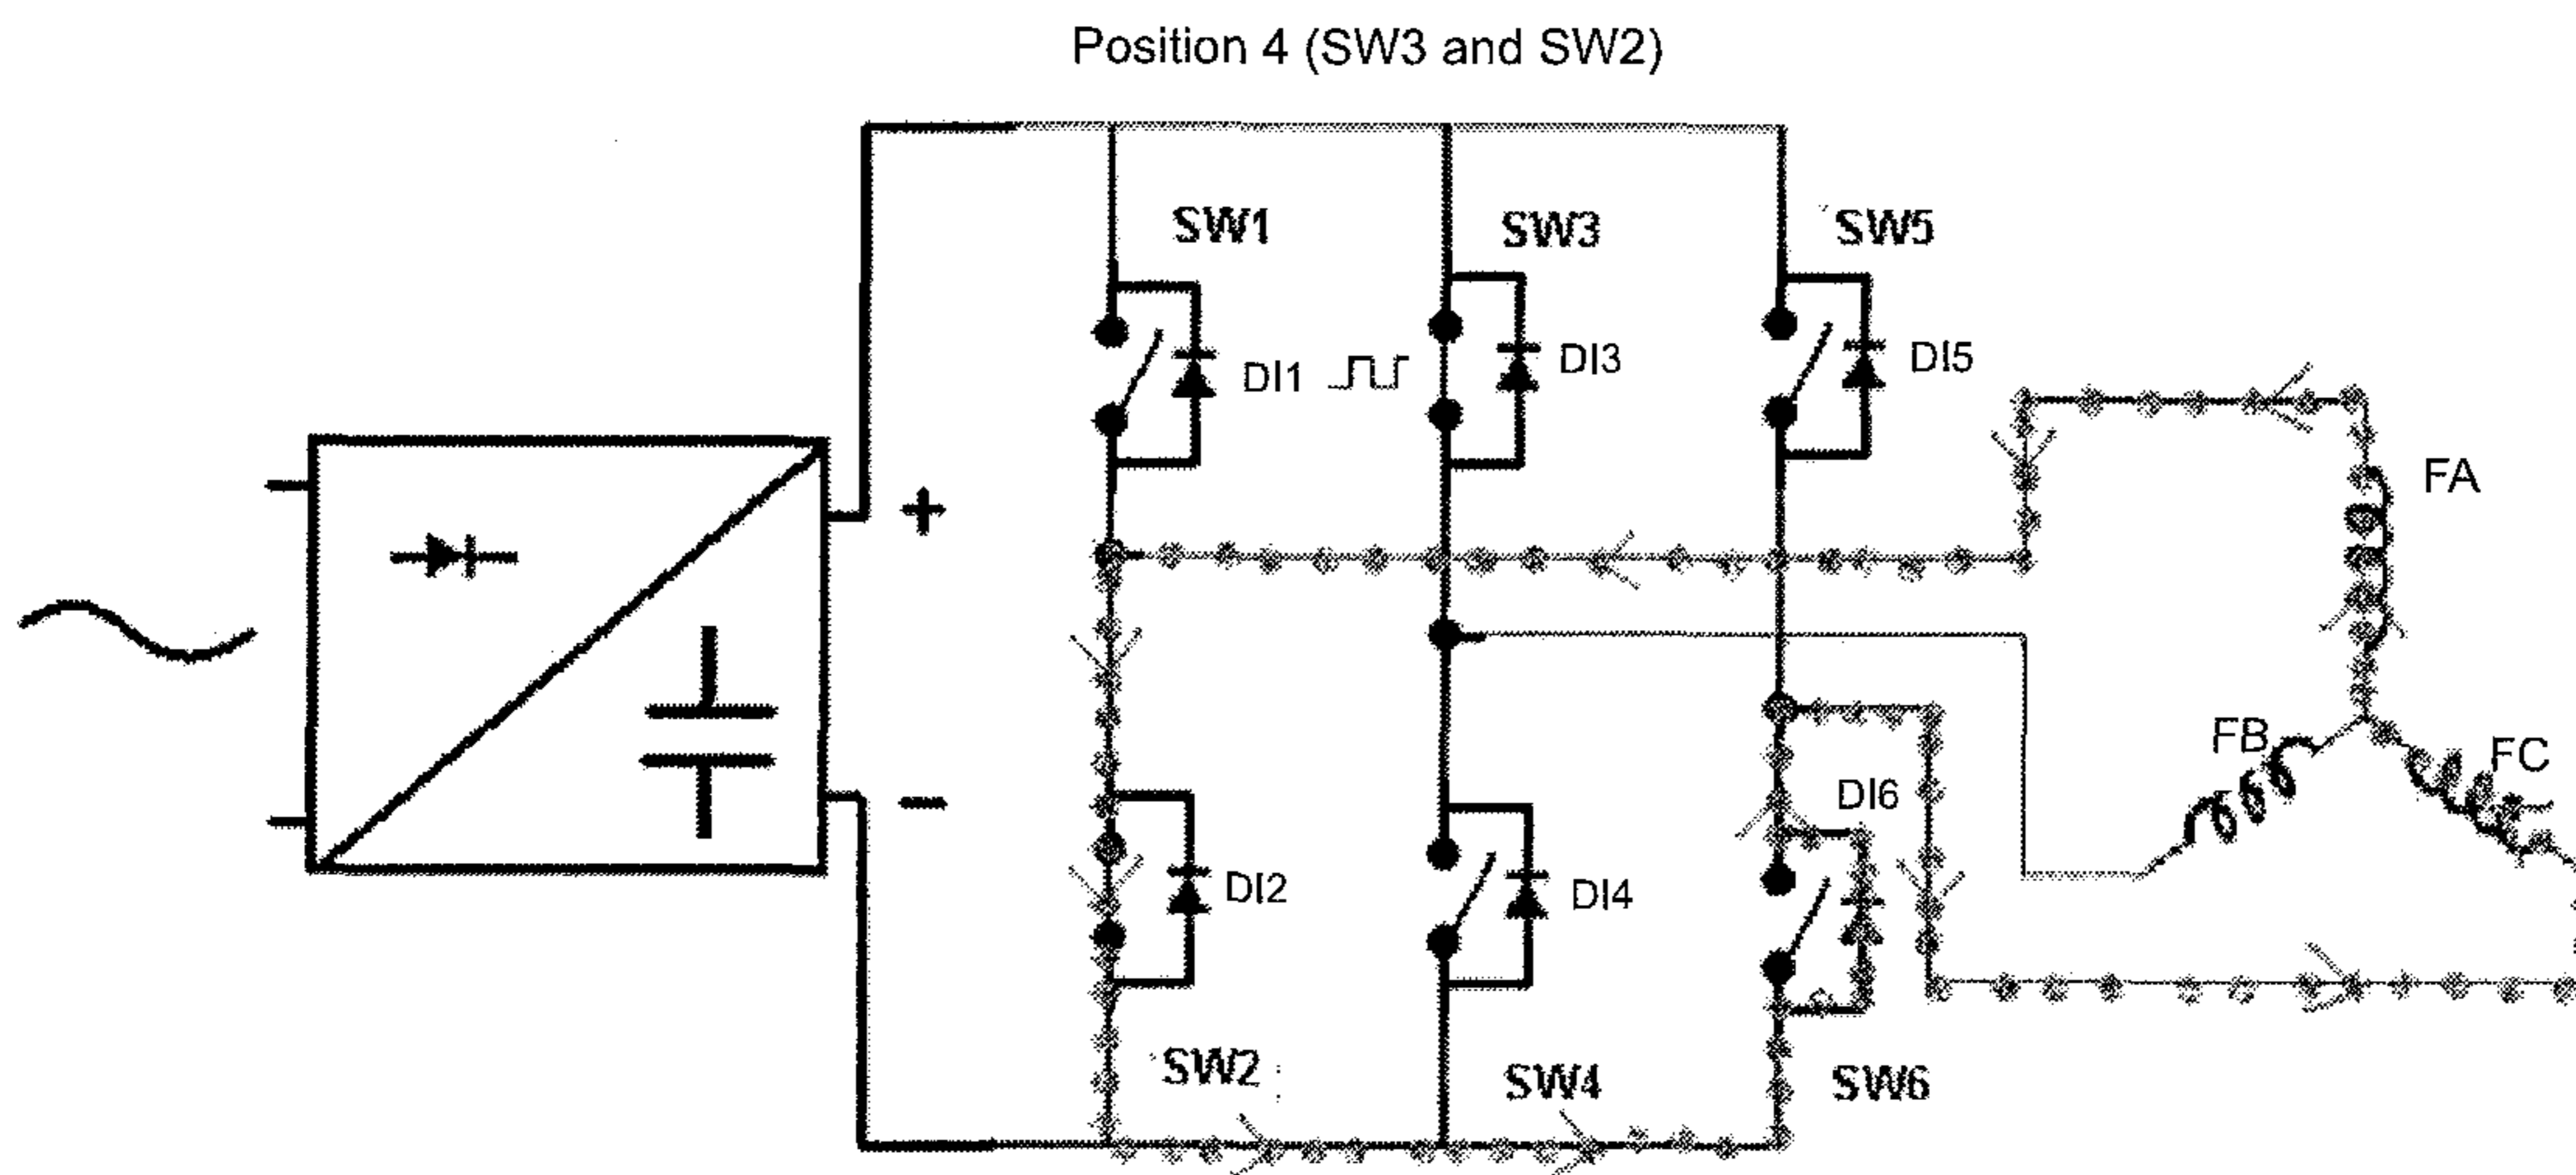 Position 4 (SW3 and SW2)
SW1
SW3
SW5
DI1
DI3
DI5
FA
+
FB
FC
DI6
−
DI2
DI4
SW2
SW4
SW6